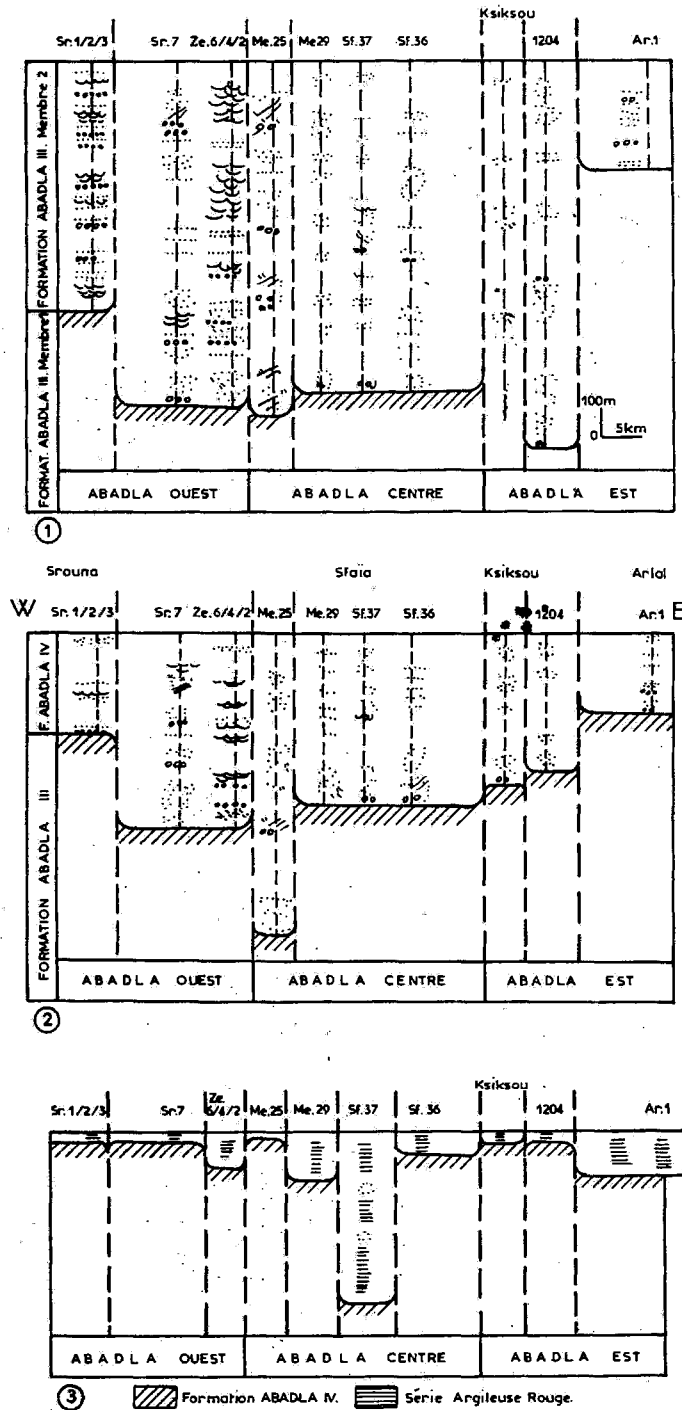 Ksiksou
Sr.1/2/3 Sr.7 Ze.6/4/2 Me.25 Me29 Sf.37 Sf.36 1204 Ar.1
FORMATION ABADLA III. Membre 2
FORMAT. ABADLA III. Membre1
100m
0 5km
ABADLA OUEST ABADLA CENTRE ABADLA EST
1
Srouna Sfaïa Ksiksou Arlal
W E
Sr.1/2/3 Sr.7 Ze.6/4/2 Me.25 Me.29 Sf.37 Sf.36 1204 Ar.1
F. ABADLA IV
FORMATION ABADLA III
ABADLA OUEST ABADLA CENTRE ABADLA EST
2
Ksiksou
Sr.1/2/3 Sr.7 Ze. 6/4/2 Me.25 Me.29 Sf.37 Sf.36 1204 Ar.1
ABADLA OUEST ABADLA CENTRE ABADLA EST
3 Formation ABADLA IV. Série Argileuse Rouge.